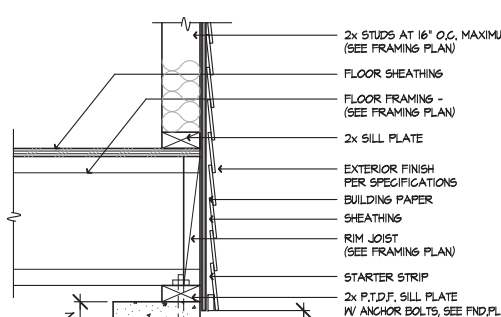 2x STUDS AT 16" O.C. MAXIMU
(SEE FRAMING PLAN)
FLOOR SHEATHING
FLOOR FRAMING -
(SEE FRAMING PLAN)
2x SILL PLATE
EXTERIOR FINISH
PER SPECIFICATIONS
BUILDING PAPER
SHEATHING
RIM JOIST
(SEE FRAMING PLAN)
STARTER STRIP
2x P.T.D.F. SILL PLATE
W/ ANCHOR BOLTS, SEE FND.PL